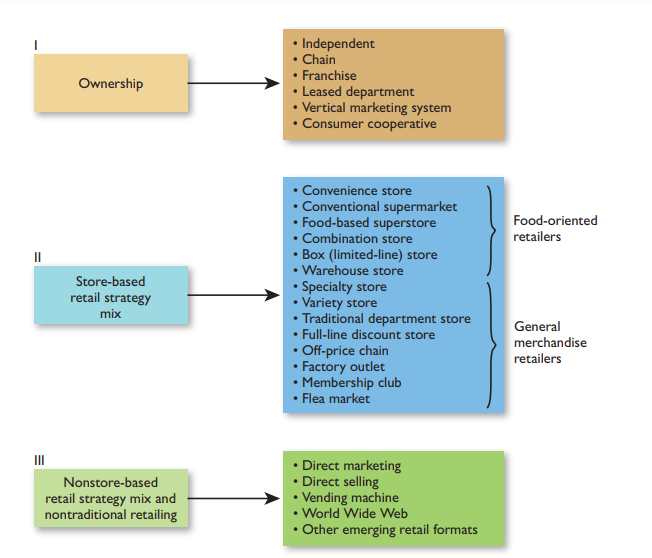 I
Ownership
• Independent
• Chain
• Franchise
• Leased department
• Vertical marketing system
• Consumer cooperative
II
Store-based
retail strategy
mix
• Convenience store
• Conventional supermarket
• Food-based superstore
• Combination store
• Box (limited-line) store
• Warehouse store
• Specialty store
• Variety store
• Traditional department store
• Full-line discount store
• Off-price chain
• Factory outlet
• Membership club
• Flea market
Food-oriented
retailers
General
merchandise
retailers
III
Nonstore-based
retail strategy mix and
nontraditional retailing
• Direct marketing
• Direct selling
• Vending machine
• World Wide Web
• Other emerging retail formats